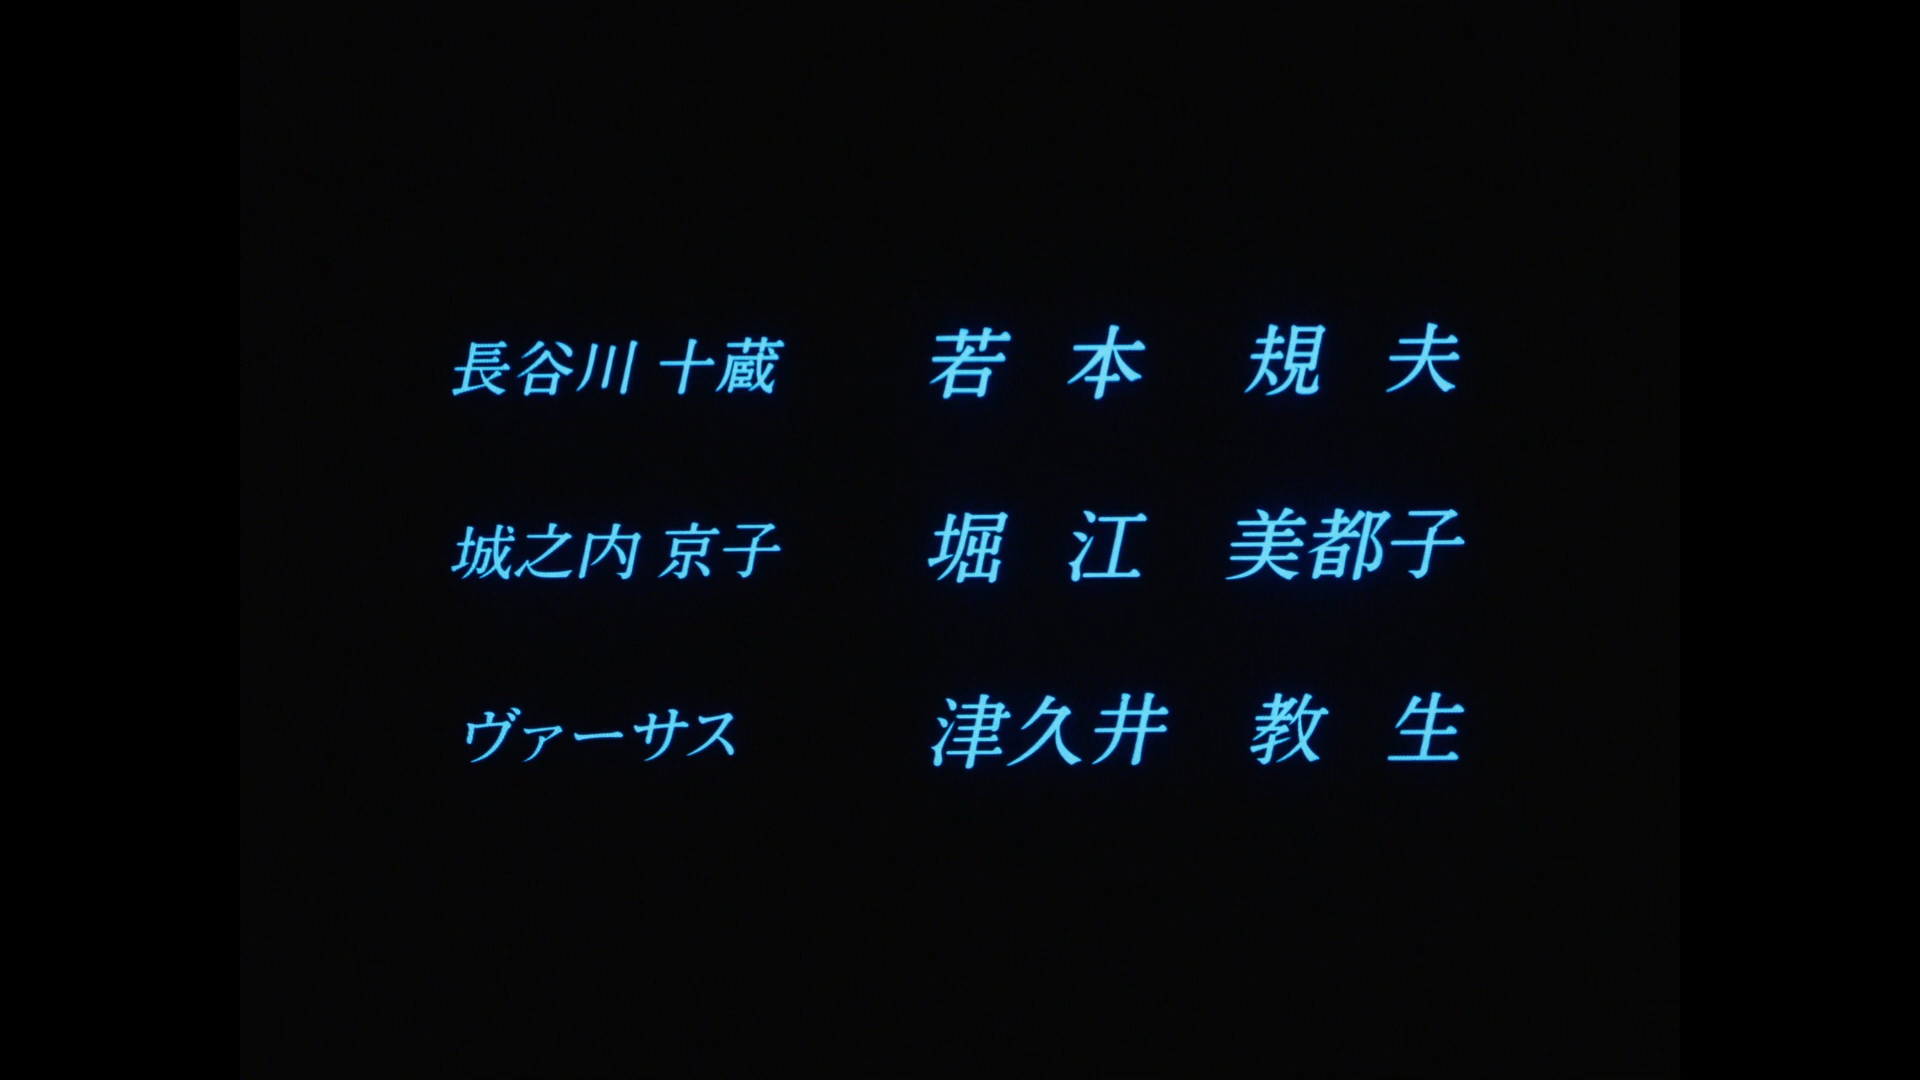 長谷川 十蔵 若本 規夫
城之内 京子 堀江 美都子
ヴァーサス 津久井 教生